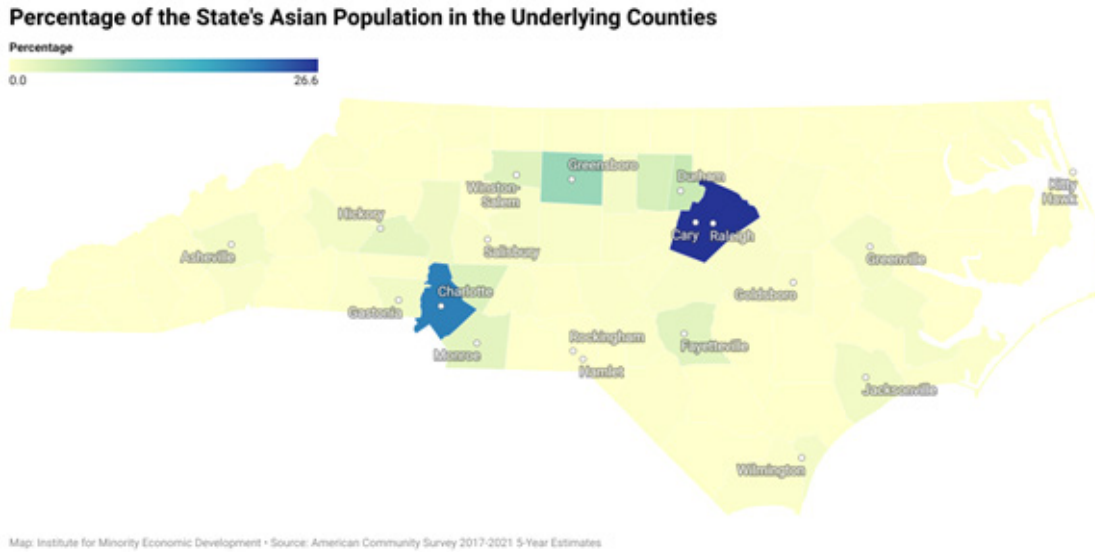 Percentage of the State's Asian Population in the Underlying Counties
Percentage
0.0
26.6
Greensboro
Durham
Winston-
Salem
Kitty
Hawk
Hickory
Cary
Raleigh
Asheville
Salisbury
Greenville
Charlotte
Goldsboro
Gastonia
Rockingham
Fayetteville
Monroe
Hamlet
Jacksonville
Wilmington
Map: Institute for Minority Economic Development • Source: American Community Survey 2017-2021 5-Year Estimates